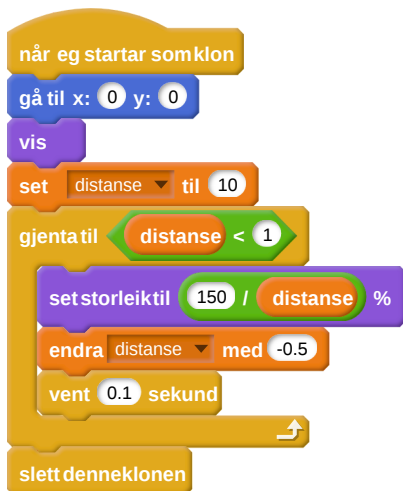 når eg startar som klon
gå til x: 0 y: 0
vis
set distanse til 10
gjenta til distanse < 1
set storleik til 150 / distanse %
endra distanse med -0.5
vent 0.1 sekund
slett denne klonen